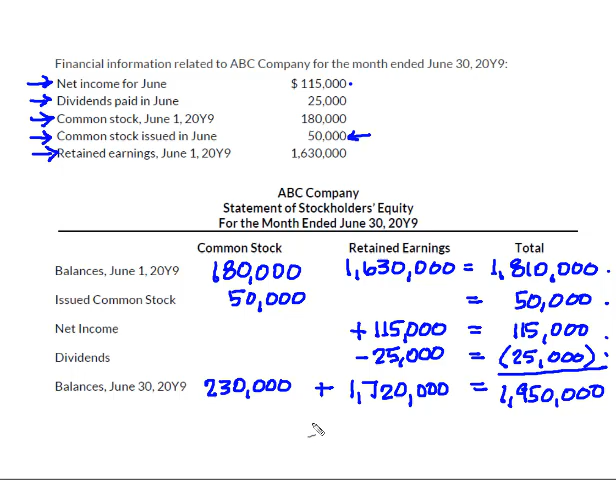 Financial information related to ABC Company for the month ended June 30, 20Y9:
Net income for June $ 115,000
Dividends paid in June 25,000
Common stock, June 1, 20Y9 180,000
Common stock issued in June 50,000
Retained earnings, June 1, 20Y9 1,630,000
ABC Company
Statement of Stockholders' Equity
For the Month Ended June 30, 20Y9
Common Stock Retained Earnings Total
Balances, June 1, 20Y9 180,000 1,630,000 = 1,810,000
Issued Common Stock 50,000 = 50,000
Net Income +115,000 = 115,000
Dividends -25,000 = (25,000)
Balances, June 30, 20Y9 230,000 + 1,720,000 = 1,950,000